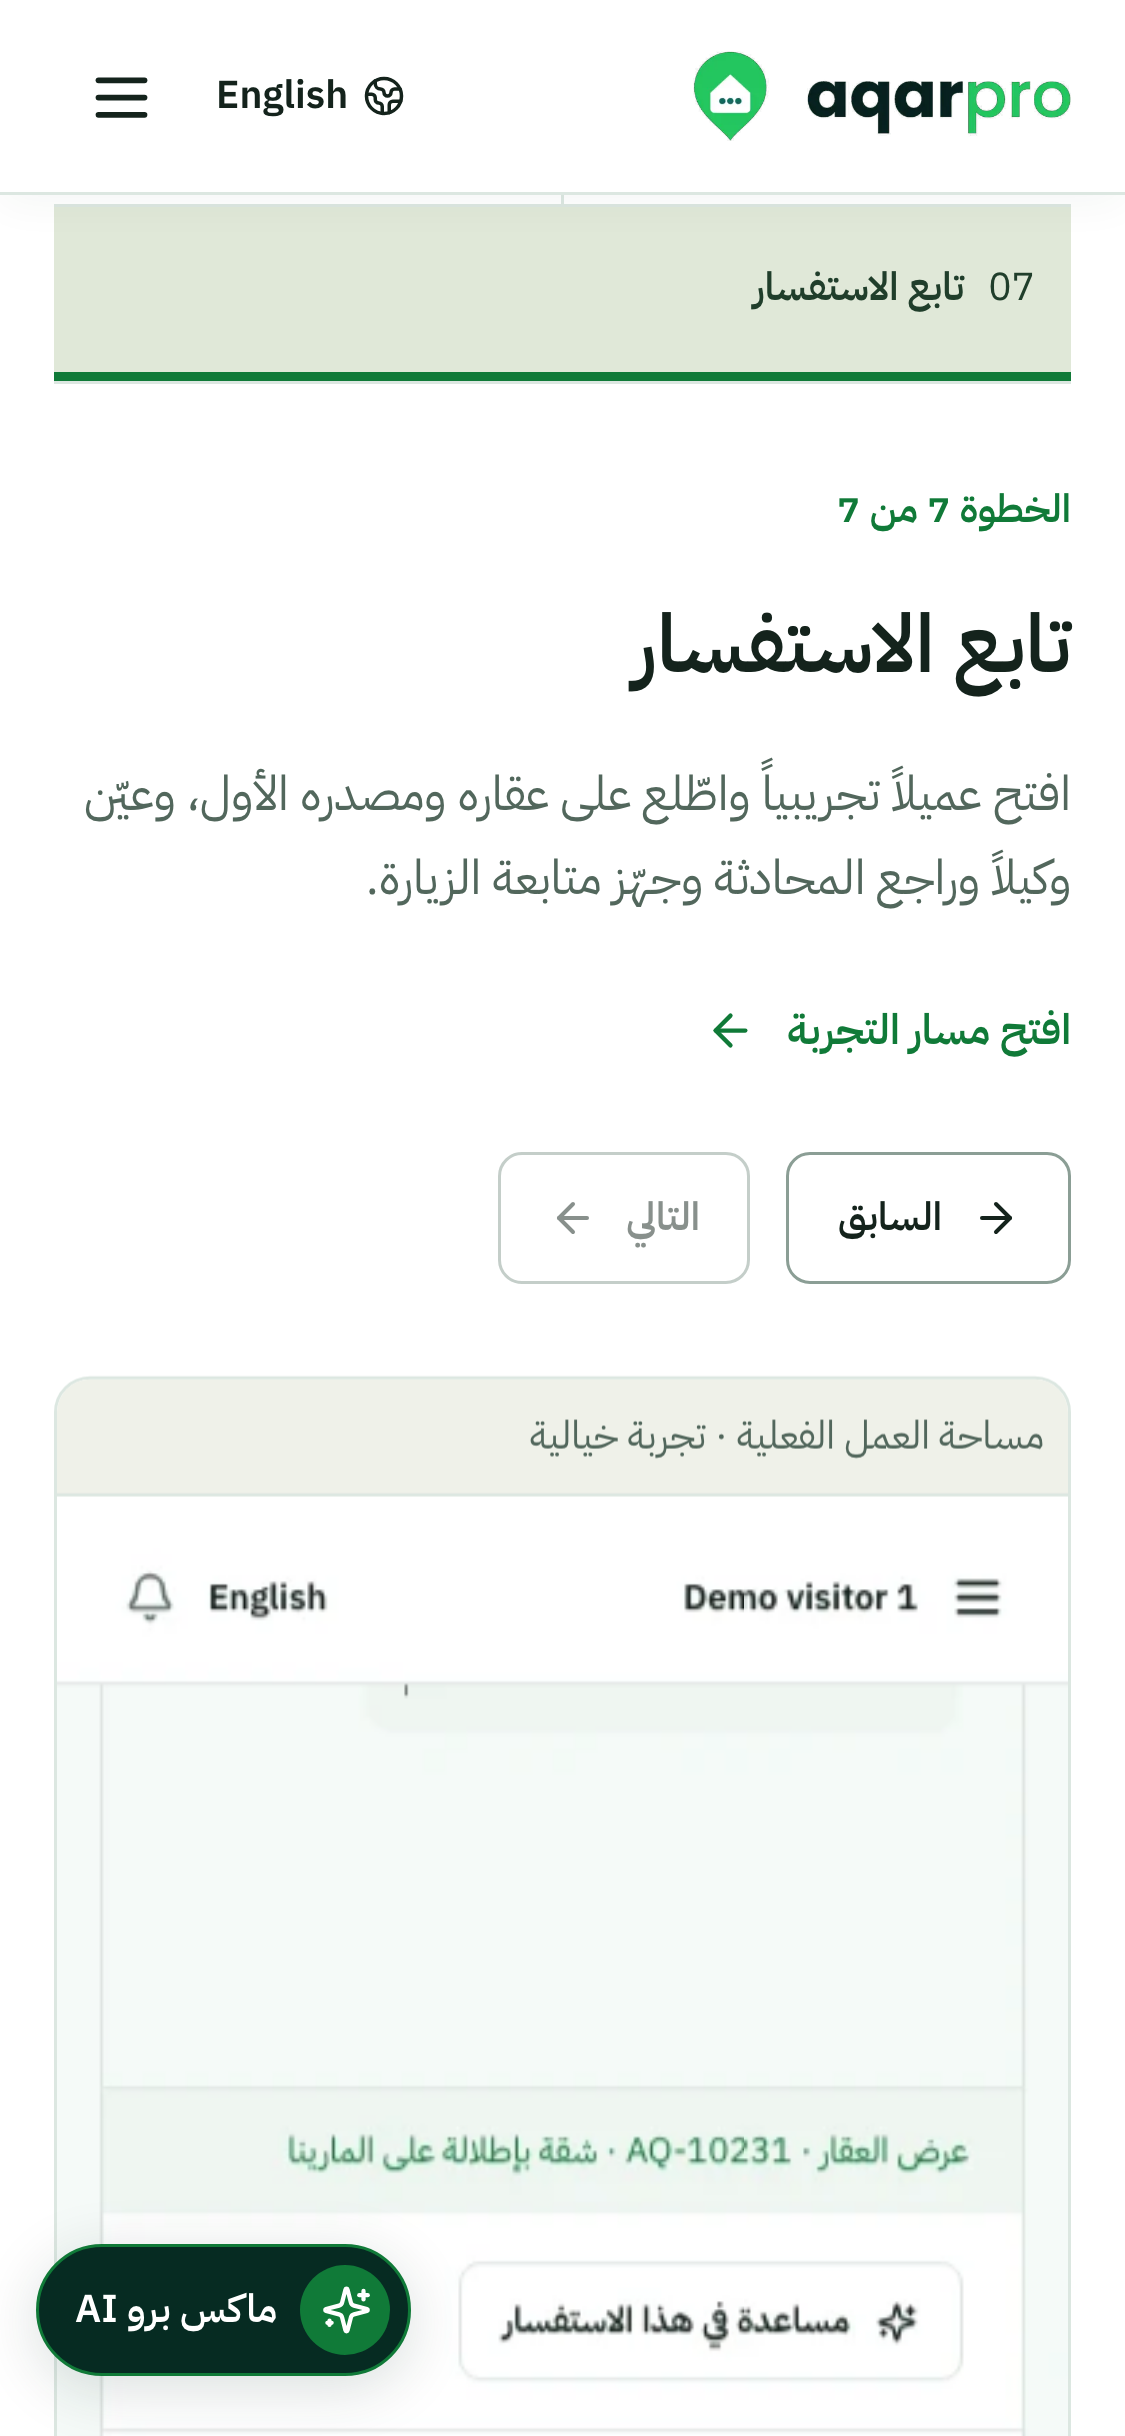 aqarpro
English
07 تابع الاستفسار
الخطوة 7 من 7
تابع الاستفسار
افتح عميلاً تجريبياً واطّلع على عقاره ومصدره الأول، وعيّن
وكيلاً وراجع المحادثة وجهّز متابعة الزيارة.
افتح مسار التجربة
السابق
التالي
مساحة العمل الفعلية · تجربة خيالية
Demo visitor 1
English
عرض العقار · AQ-10231 · شقة بإطلالة على المارينا
مساعدة في هذا الاستفسار
ماكس برو AI